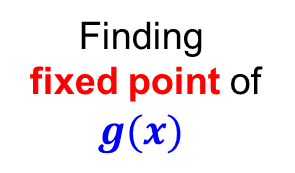 Finding
fixed point of
g(x)